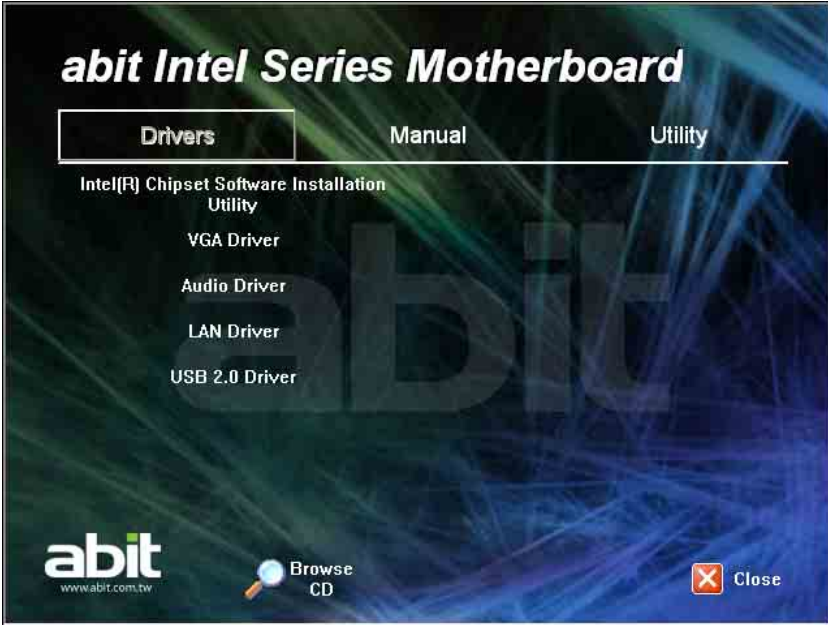 abit Intel Series Motherboard
Drivers
Manual
Utility
Intel(R) Chipset Software Installation
Utility
VGA Driver
Audio Driver
LAN Driver
USB 2.0 Driver
abit
abit
www.abit.com.tw
Browse
CD
Close